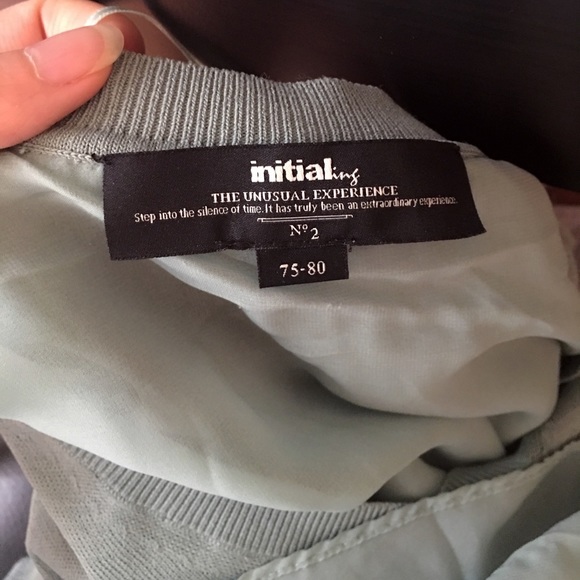 initialing
THE UNUSUAL EXPERIENCE
Step into the silence of time. It has truly been an extraordinary experience.
Nº 2
75-80